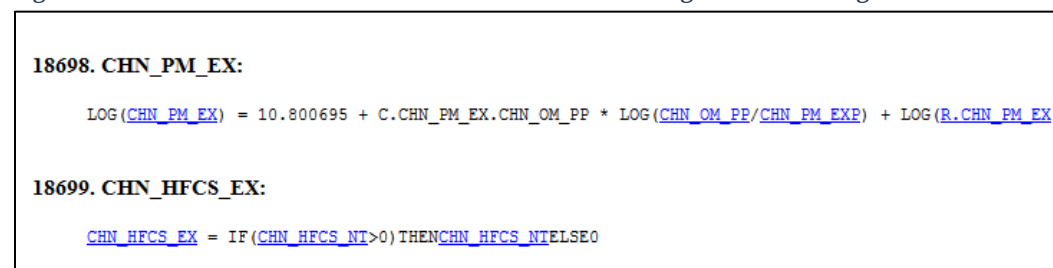 18698. CHN_PM_EX:
LOG(CHN_PM_EX) = 10.800695 + C.CHN_PM_EX.CHN_OM_PP * LOG(CHN_OM_PP/CHN_PM_EXP) + LOG(R.CHN_PM_EX
18699. CHN_HFCS_EX:
CHN_HFCS_EX = IF(CHN_HFCS_NT>0)THENCHN_HFCS_NTELSE0